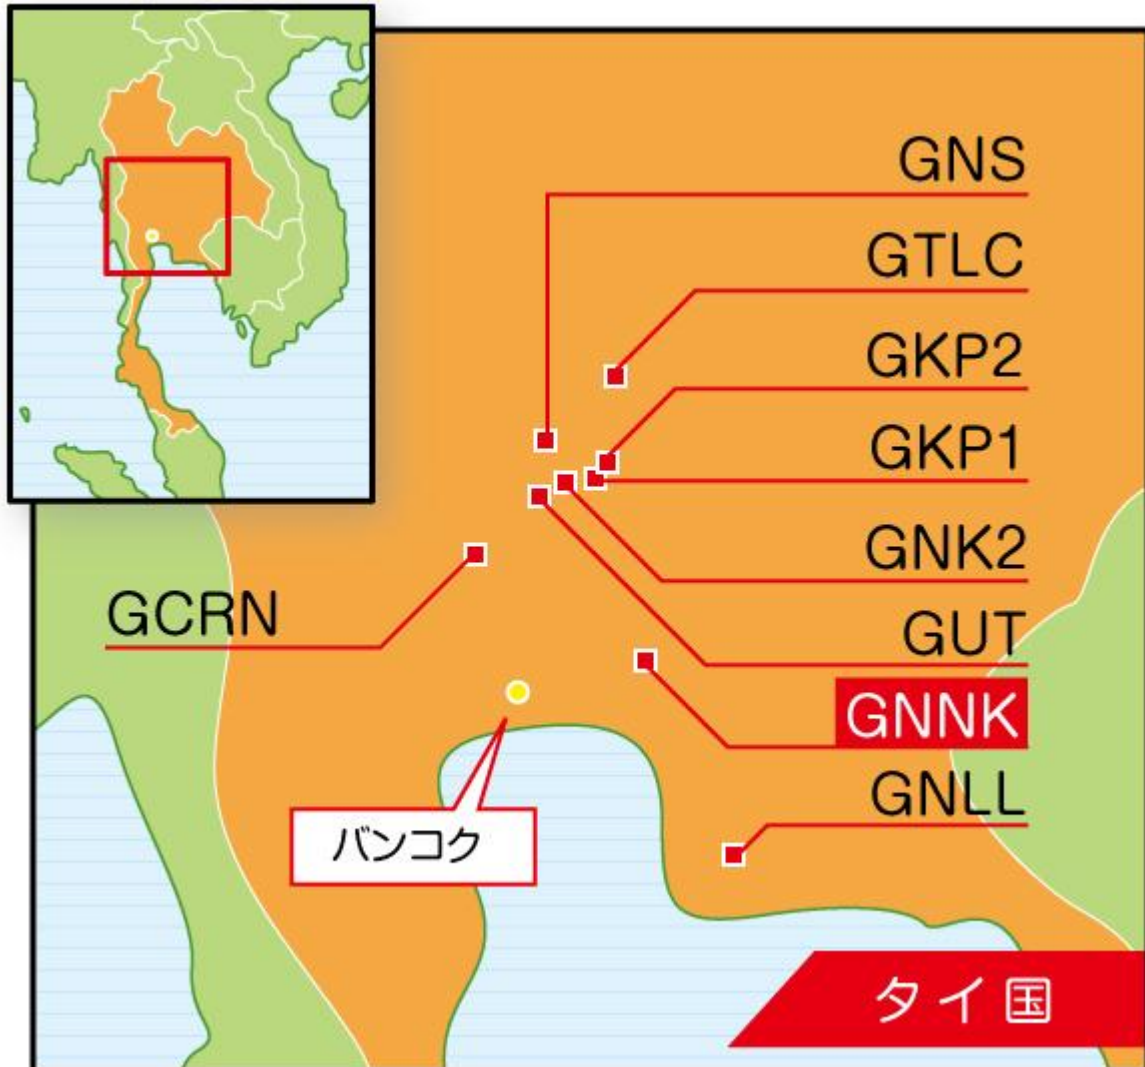 GNS
GTLC
GKP2
GKP1
GNK2
GCRN
GUT
GNNK
GNLL
バンコク
タイ国